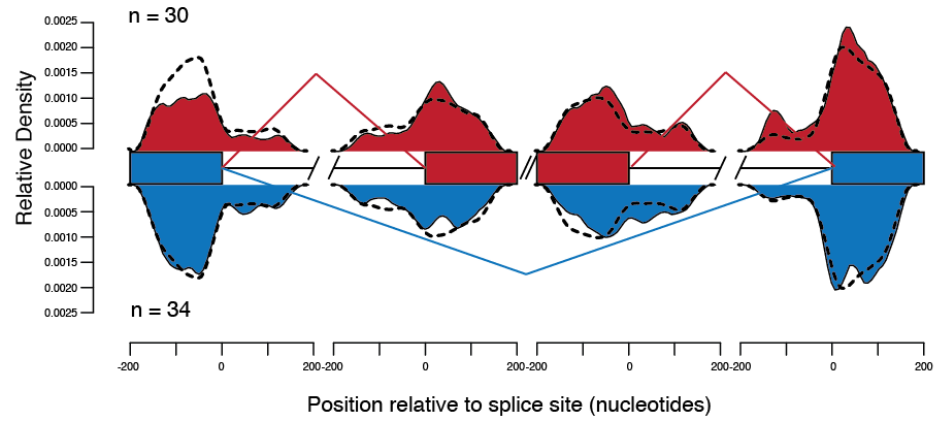 n = 30
Relative Density
0.0025
0.0020
0.0015
0.0010
0.0005
0.0000
0.0000
0.0005
0.0010
0.0015
0.0020
0.0025
n = 34
-200 0 200-200 0 200-200 0 200-200 0 200
Position relative to splice site (nucleotides)